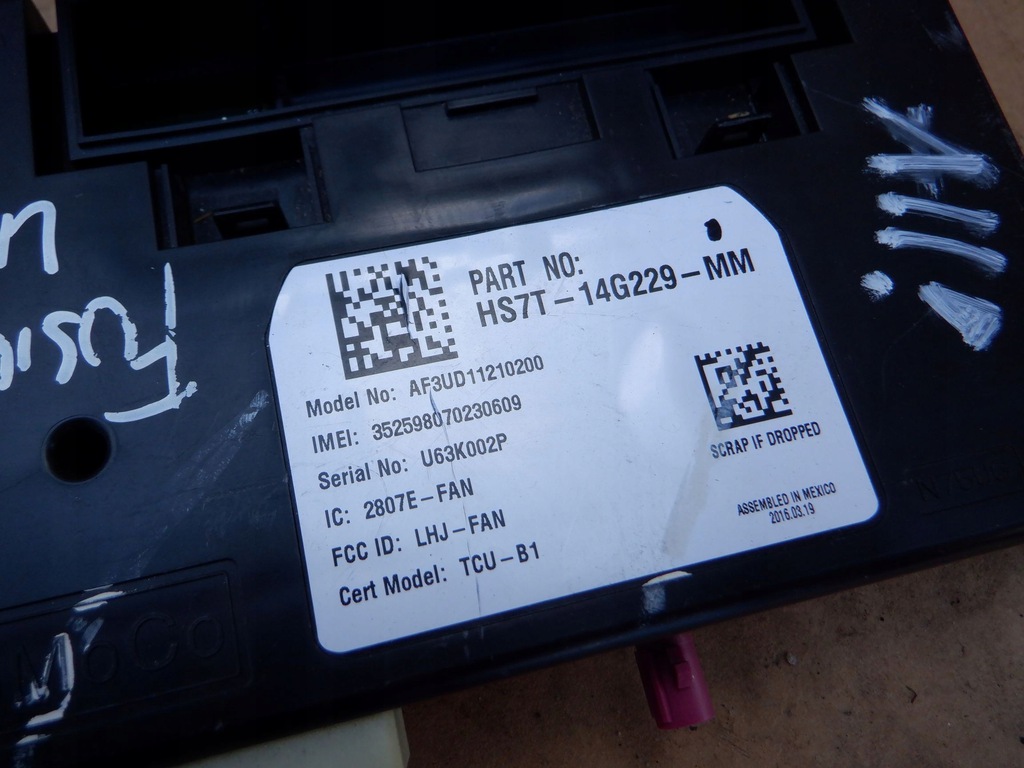 PART NO:
HS7T-14G229-MM
Model No: AF3UD11210200
IMEI: 352598070230609
Serial No: U63K002P
IC: 2807E-FAN
FCC ID: LHJ-FAN
Cert Model: TCU-B1
SCRAP IF DROPPED
ASSEMBLED IN MEXICO
2016.03.19